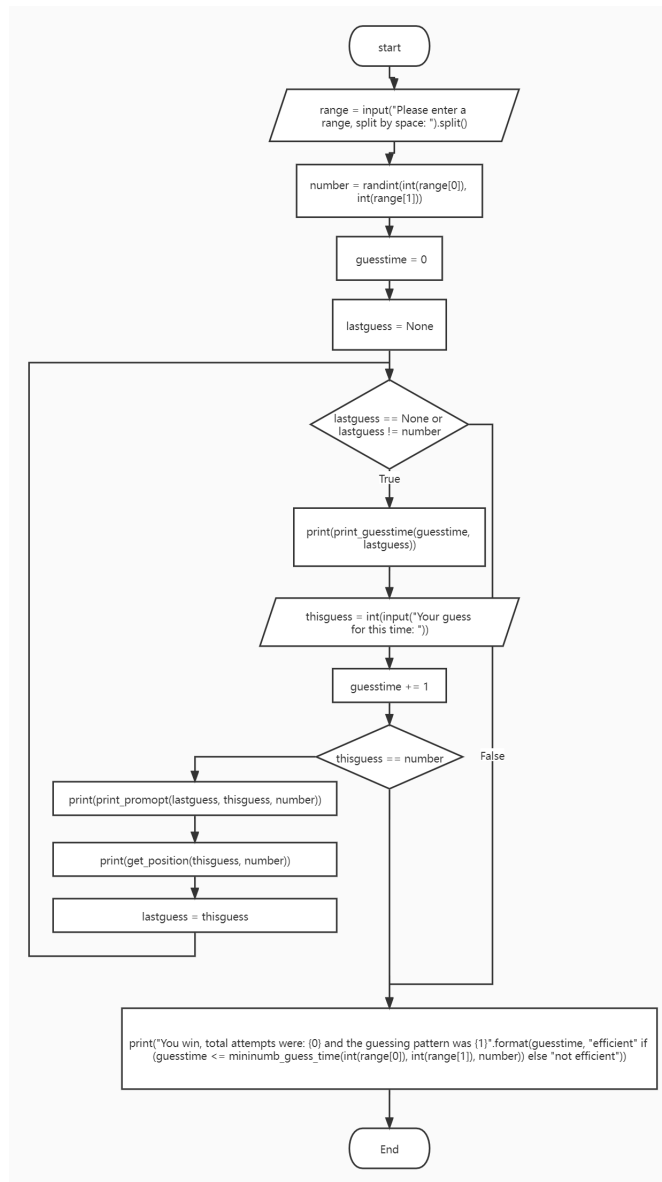 start
range = input("Please enter a
range, split by space: ").split()
number = randint(int(range[0]),
int(range[1]))
guesstime = 0
lastguess = None
lastguess == None or
lastguess != number
True
print(print_guesstime(guesstime,
lastguess))
thisguess = int(input("Your guess
for this time: "))
guesstime += 1
thisguess == number
False
print(print_promopt(lastguess, thisguess, number))
print(get_position(thisguess, number))
lastguess = thisguess
print("You win, total attempts were: {0} and the guessing pattern was {1}".format(guesstime, "efficient" if
(guesstime <= mininumb_guess_time(int(range[0]), int(range[1]), number)) else "not efficient"))
End